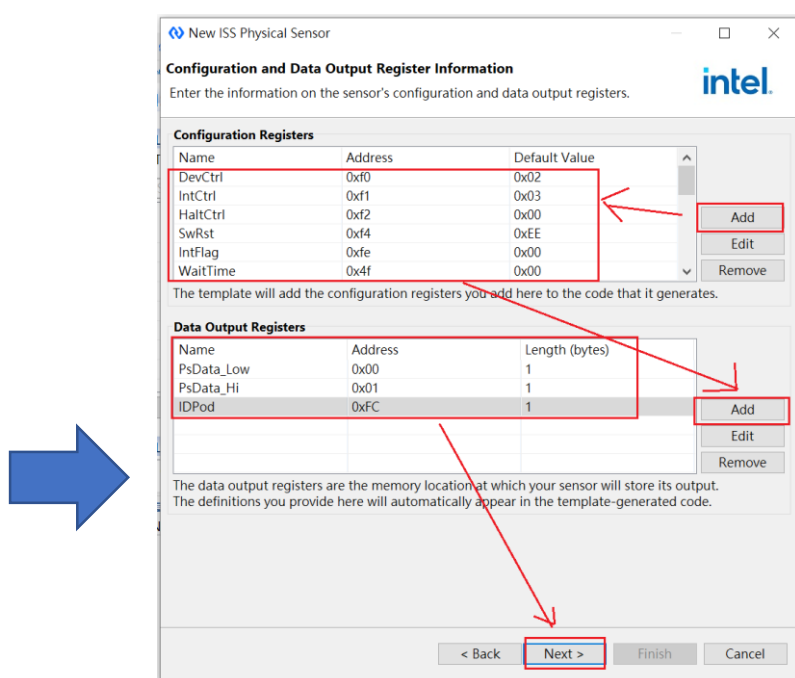 New ISS Physical Sensor
Configuration and Data Output Register Information
Enter the information on the sensor's configuration and data output registers.
intel.
Configuration Registers
Name Address Default Value
DevCtrl 0xf0 0x02
IntCtrl 0xf1 0x03
HaltCtrl 0xf2 0x00
Add
SwRst 0xf4 0xEE
Edit
IntFlag 0xfe 0x00
WaitTime 0x4f 0x00
Remove
The template will add the configuration registers you add here to the code that it generates.
Data Output Registers
Name Address Length (bytes)
PsData_Low 0x00 1
PsData_Hi 0x01 1
IDPod 0xFC 1
Add
Edit
Remove
The data output registers are the memory location at which your sensor will store its output.
The definitions you provide here will automatically appear in the template-generated code.
< Back Next > Finish Cancel